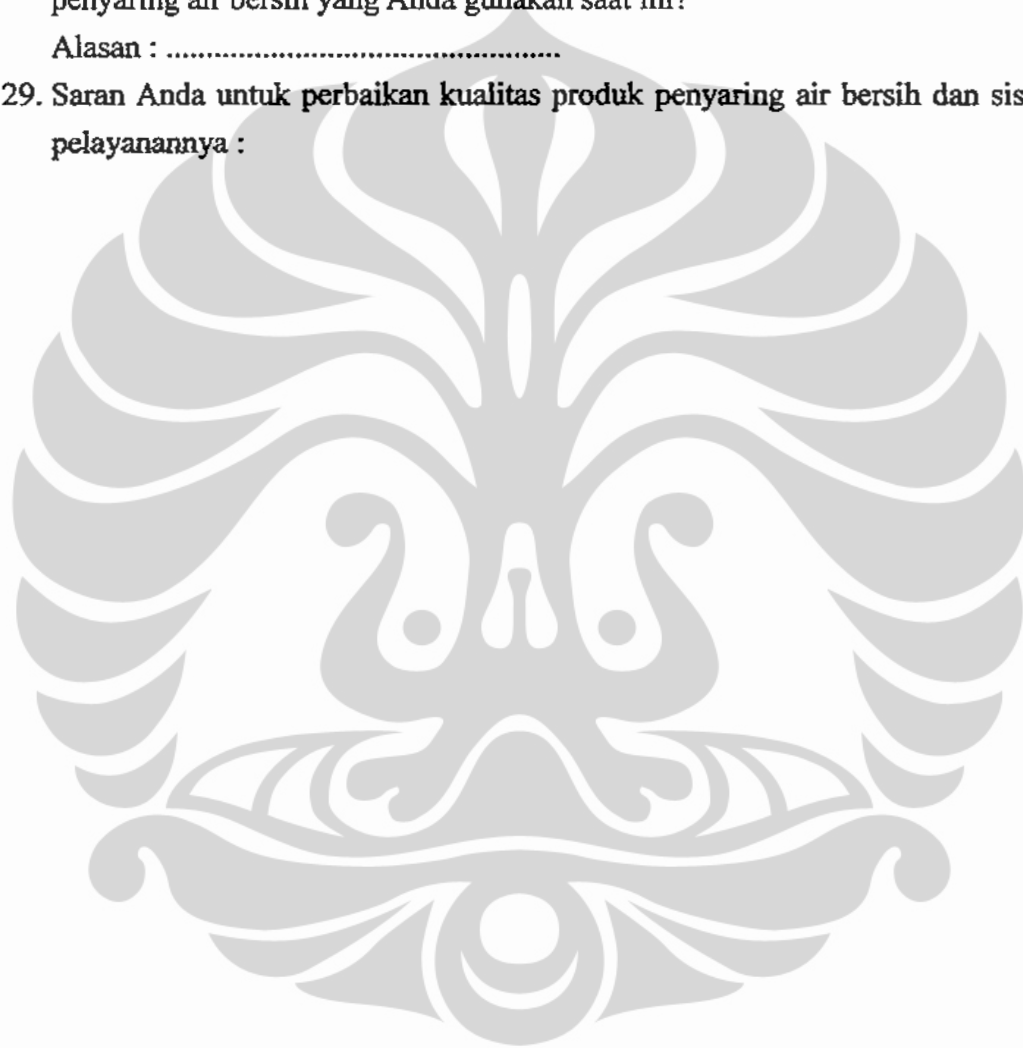 penyaring air bersih yang Anda gunakan saat ini?
Alasan : .................................................
29. Saran Anda untuk perbaikan kualitas produk penyaring air bersih dan sis
pelayanannya :